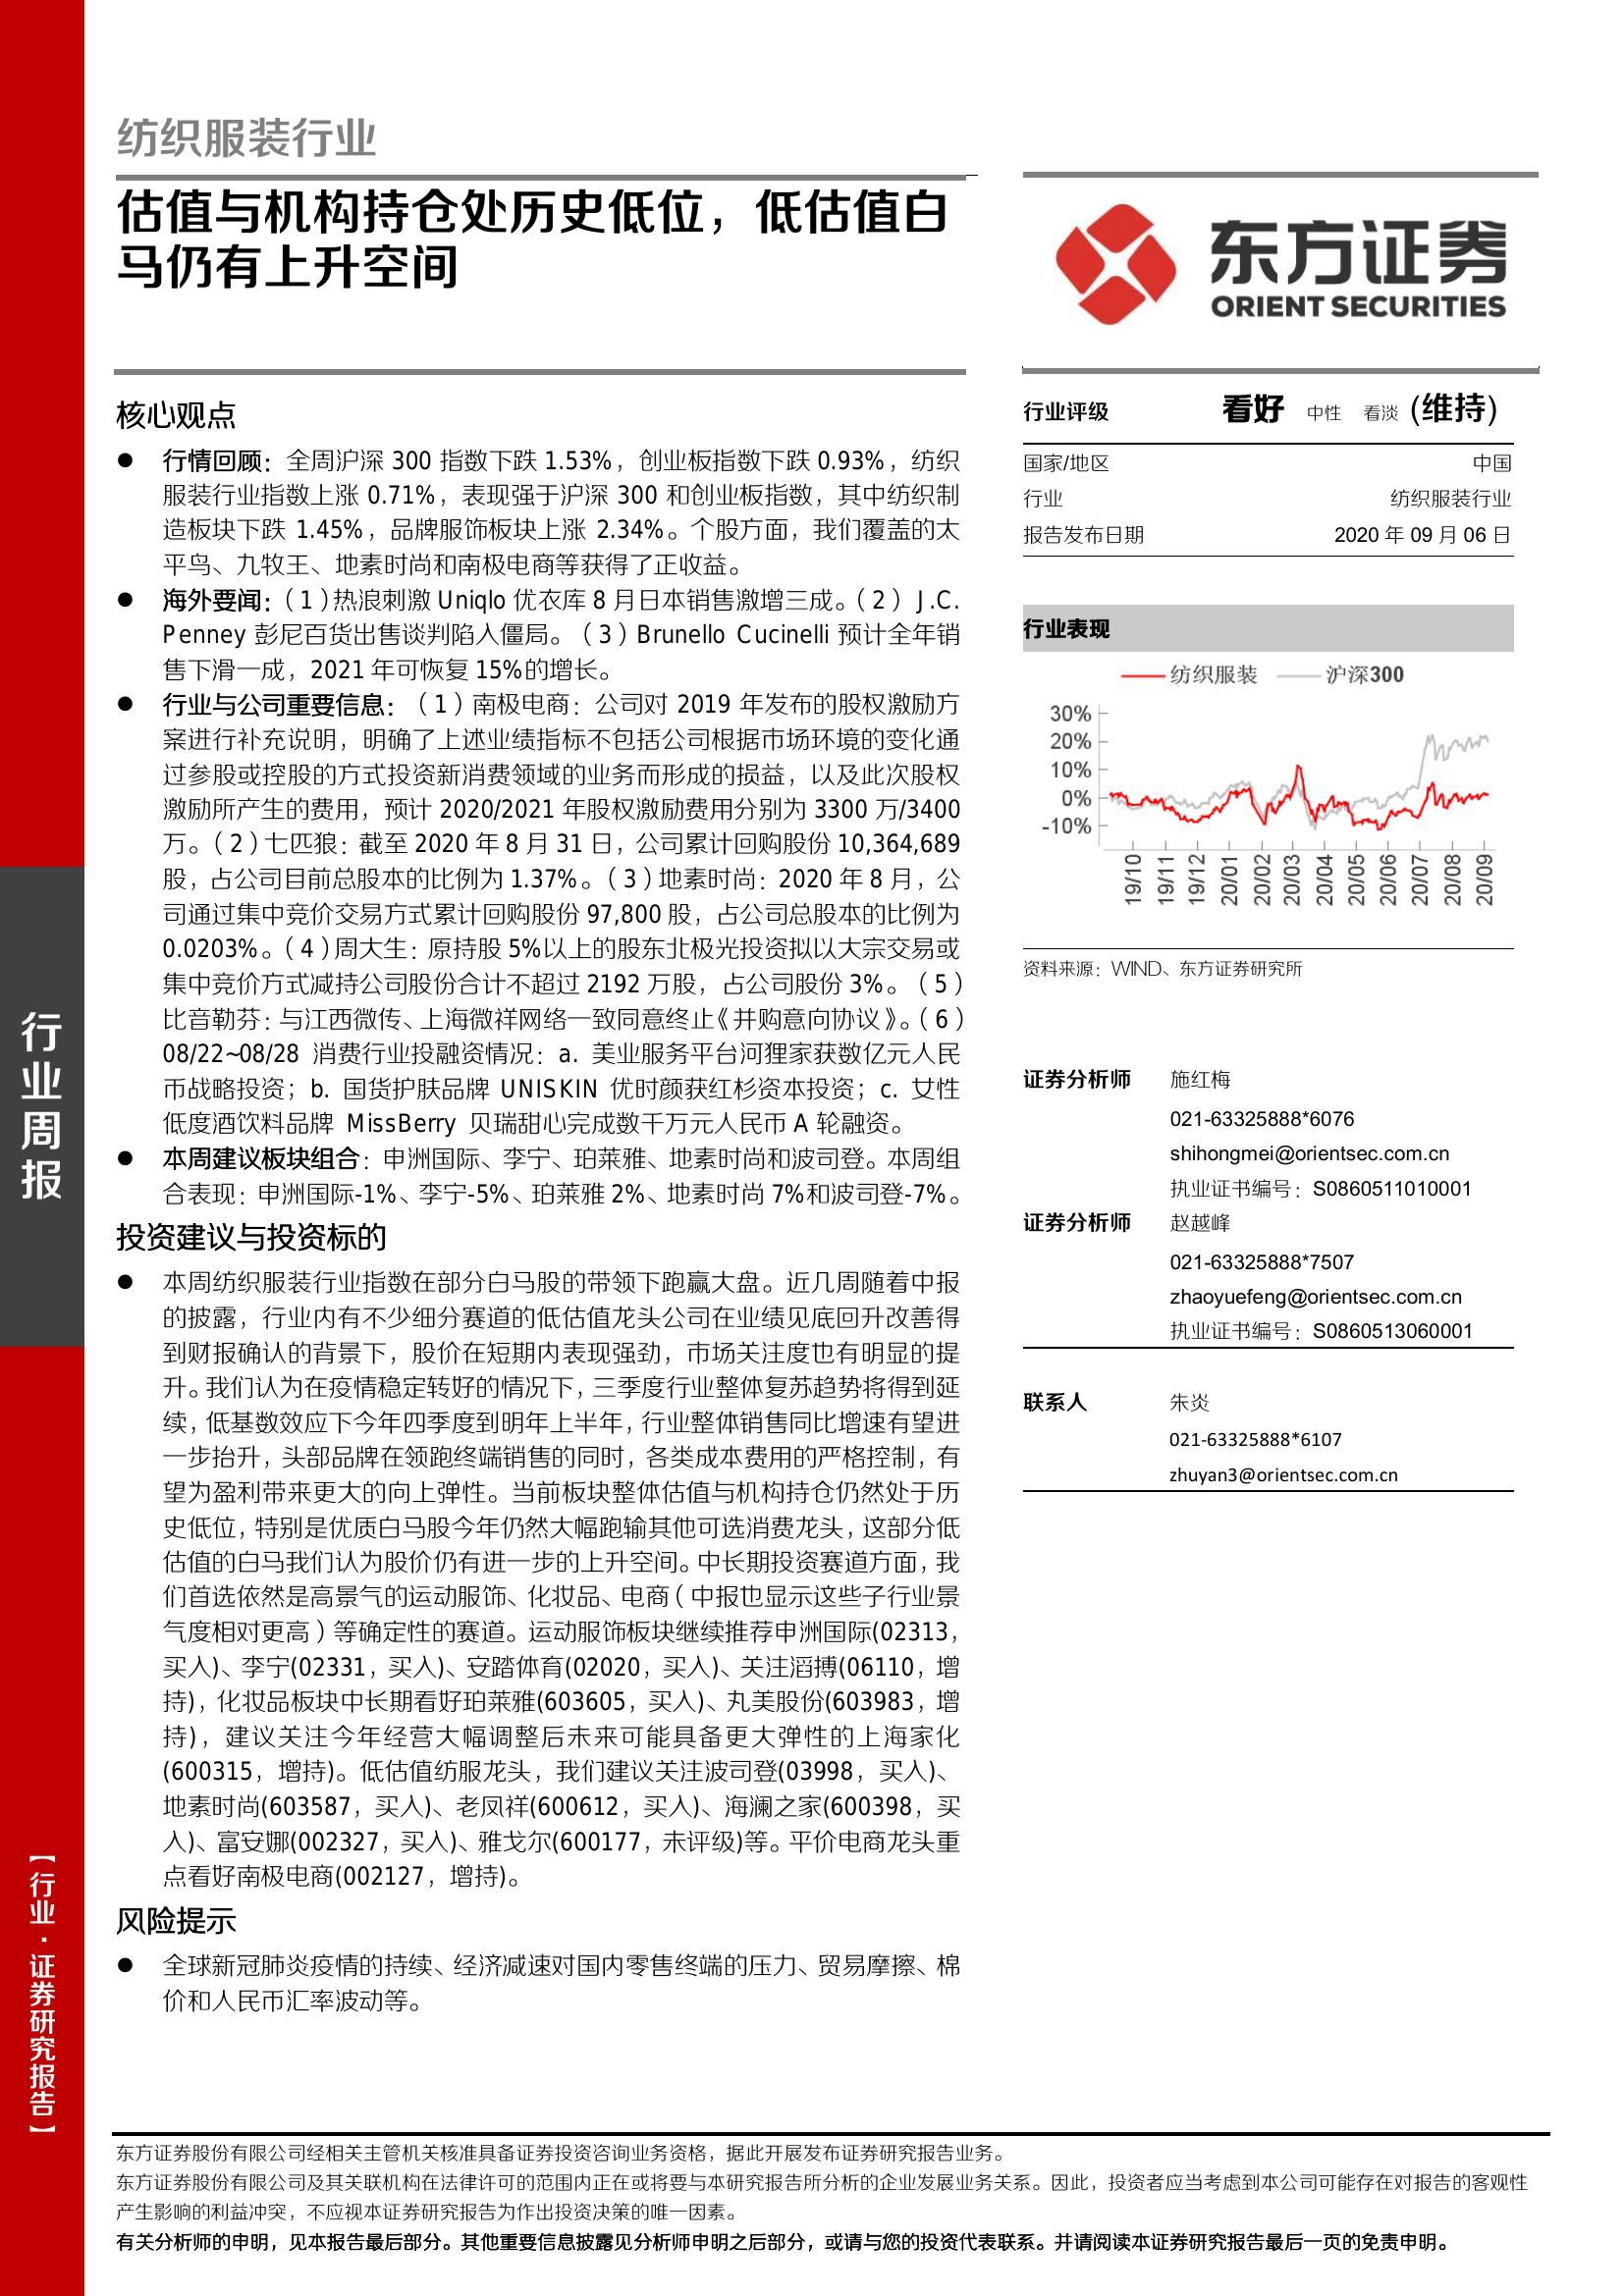 纺织服装行业
估值与机构持仓处历史低位，低估值白
马仍有上升空间
东方证券
ORIENT SECURITIES
核心观点
● 行情回顾：全周沪深 300 指数下跌 1.53%，创业板指数下跌 0.93%，纺织
服装行业指数上涨 0.71%，表现强于沪深 300 和创业板指数，其中纺织制
造板块下跌 1.45%，品牌服饰板块上涨 2.34%。个股方面，我们覆盖的太
平鸟、九牧王、地素时尚和南极电商等获得了正收益。
● 海外要闻：（1）热浪刺激 Uniqlo 优衣库 8 月日本销售激增三成。（2） J.C.
Penney 彭尼百货出售谈判陷入僵局。（3）Brunello Cucinelli 预计全年销
售下滑一成，2021 年可恢复 15%的增长。
● 行业与公司重要信息：（1）南极电商：公司对 2019 年发布的股权激励方
案进行补充说明，明确了上述业绩指标不包括公司根据市场环境的变化通
过参股或控股的方式投资新消费领域的业务而形成的损益，以及此次股权
激励所产生的费用，预计 2020/2021 年股权激励费用分别为 3300 万/3400
万。（2）七匹狼：截至 2020 年 8 月 31 日，公司累计回购股份 10,364,689
股，占公司目前总股本的比例为 1.37%。（3）地素时尚：2020 年 8 月，公
司通过集中竞价交易方式累计回购股份 97,800 股，占公司总股本的比例为
0.0203%。（4）周大生：原持股 5%以上的股东北极光投资拟以大宗交易或
集中竞价方式减持公司股份合计不超过 2192 万股，占公司股份 3%。（5）
比音勒芬：与江西微传、上海微祥网络一致同意终止《并购意向协议》。（6）
08/22~08/28 消费行业投融资情况：a. 美业服务平台河狸家获数亿元人民
币战略投资；b. 国货护肤品牌 UNISKIN 优时颜获红杉资本投资；c. 女性
低度酒饮料品牌 MissBerry 贝瑞甜心完成数千万元人民币 A 轮融资。
● 本周建议板块组合：申洲国际、李宁、珀莱雅、地素时尚和波司登。本周组
合表现：申洲国际-1%、李宁-5%、珀莱雅 2%、地素时尚 7%和波司登-7%。
投资建议与投资标的
● 本周纺织服装行业指数在部分白马股的带领下跑赢大盘。近几周随着中报
的披露，行业内有不少细分赛道的低估值龙头公司在业绩见底回升改善得
到财报确认的背景下，股价在短期内表现强劲，市场关注度也有明显的提
升。我们认为在疫情稳定转好的情况下，三季度行业整体复苏趋势将得到延
续，低基数效应下今年四季度到明年上半年，行业整体销售同比增速有望进
一步抬升，头部品牌在领跑终端销售的同时，各类成本费用的严格控制，有
望为盈利带来更大的向上弹性。当前板块整体估值与机构持仓仍然处于历
史低位，特别是优质白马股今年仍然大幅跑输其他可选消费龙头，这部分低
估值的白马我们认为股价仍有进一步的上升空间。中长期投资赛道方面，我
们首选依然是高景气的运动服饰、化妆品、电商（中报也显示这些子行业景
气度相对更高）等确定性的赛道。运动服饰板块继续推荐申洲国际(02313，
买入)、李宁(02331，买入)、安踏体育(02020，买入)、关注滔搏(06110，增
持)，化妆品板块中长期看好珀莱雅(603605，买入)、丸美股份(603983，增
持)，建议关注今年经营大幅调整后未来可能具备更大弹性的上海家化
(600315，增持)。低估值纺服龙头，我们建议关注波司登(03998，买入)、
地素时尚(603587，买入)、老凤祥(600612，买入)、海澜之家(600398，买
入)、富安娜(002327，买入)、雅戈尔(600177，未评级)等。平价电商龙头重
点看好南极电商(002127，增持)。
风险提示
● 全球新冠肺炎疫情的持续、经济减速对国内零售终端的压力、贸易摩擦、棉
价和人民币汇率波动等。
行业评级 看好 中性 看淡 (维持)
国家/地区 中国
行业 纺织服装行业
报告发布日期 2020 年 09 月 06 日
行业表现
纺织服装 沪深300
30%
20%
10%
0%
-10%
19/10 19/11 19/12 20/01 20/02 20/03 20/04 20/05 20/06 20/07 20/08 20/09
资料来源：WIND、东方证券研究所
证券分析师 施红梅
021-63325888*6076
shihongmei@orientsec.com.cn
执业证书编号：S0860511010001
证券分析师 赵越峰
021-63325888*7507
zhaoyuefeng@orientsec.com.cn
执业证书编号：S0860513060001
联系人 朱炎
021-63325888*6107
zhuyan3@orientsec.com.cn
行业周报
【行业·证券研究报告】
东方证券股份有限公司经相关主管机关核准具备证券投资咨询业务资格，据此开展发布证券研究报告业务。
东方证券股份有限公司及其关联机构在法律许可的范围内正在或将要与本研究报告所分析的企业发展业务关系。因此，投资者应当考虑到本公司可能存在对报告的客观性
产生影响的利益冲突，不应视本证券研究报告为作出投资决策的唯一因素。
有关分析师的申明，见本报告最后部分。其他重要信息披露见分析师申明之后部分，或请与您的投资代表联系。并请阅读本证券研究报告最后一页的免责申明。